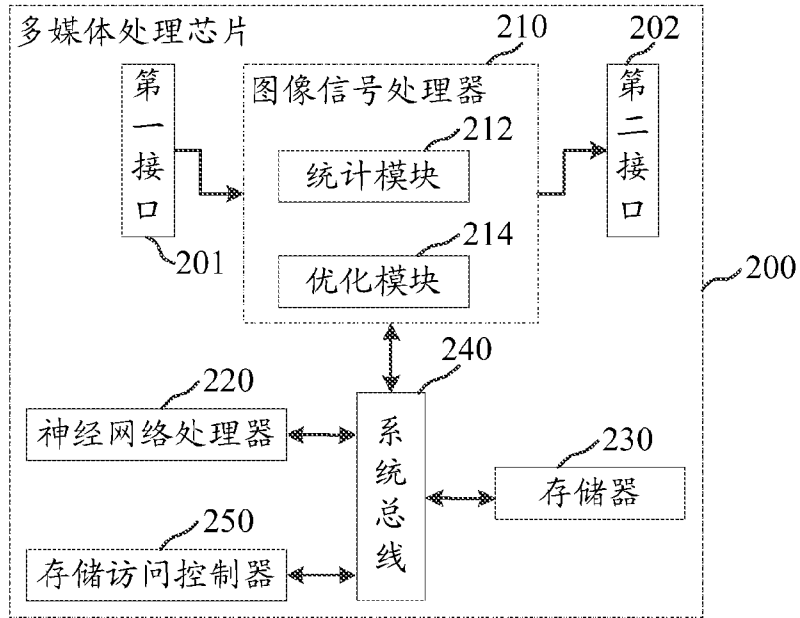 多媒体处理芯片
210
202
第一接口
图像信号处理器
第二接口
212
统计模块
214
201
优化模块
200
240
220
神经网络处理器
系统总线
230
存储器
250
存储访问控制器